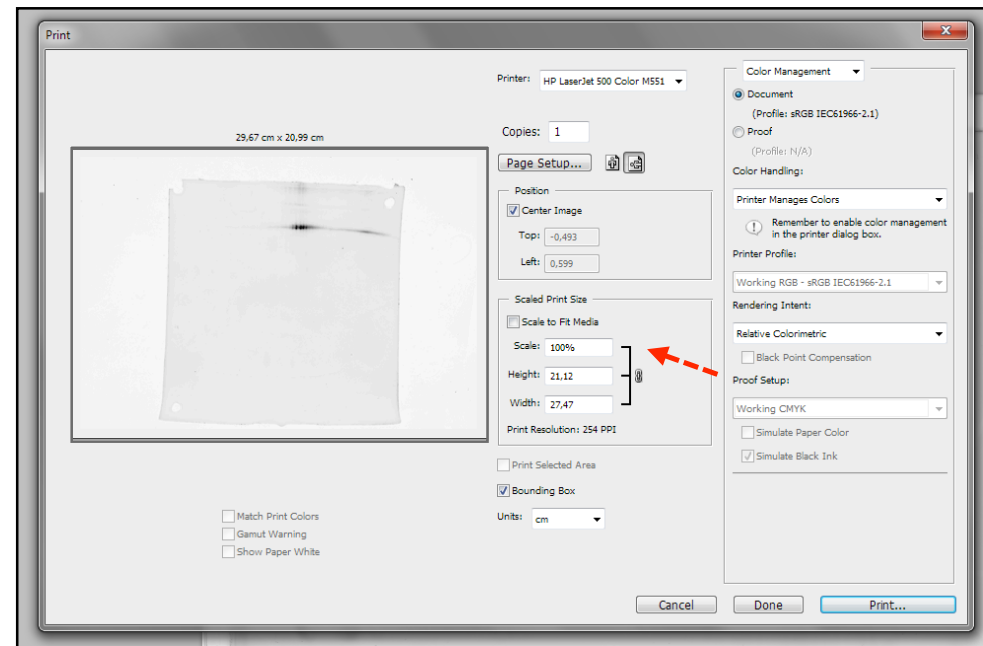 Print
29,67 cm x 20,99 cm
Match Print Colors
Gamut Warning
Show Paper White
Printer: HP LaserJet 500 Color M551
Copies: 1
Page Setup...
Position
Center Image
Top: -0,493
Left: 0,599
Scaled Print Size
Scale to Fit Media
Scale: 100%
Height: 21,12
Width: 27,47
Print Resolution: 254 PPI
Print Selected Area
Bounding Box
Units: cm
Color Management
Document
(Profile: sRGB IEC61966-2.1)
Proof
(Profile: N/A)
Color Handling:
Printer Manages Colors
Remember to enable color management
in the printer dialog box.
Printer Profile:
Working RGB - sRGB IEC61966-2.1
Rendering Intent:
Relative Colorimetric
Black Point Compensation
Proof Setup:
Working CMYK
Simulate Paper Color
Simulate Black Ink
Cancel
Done
Print...